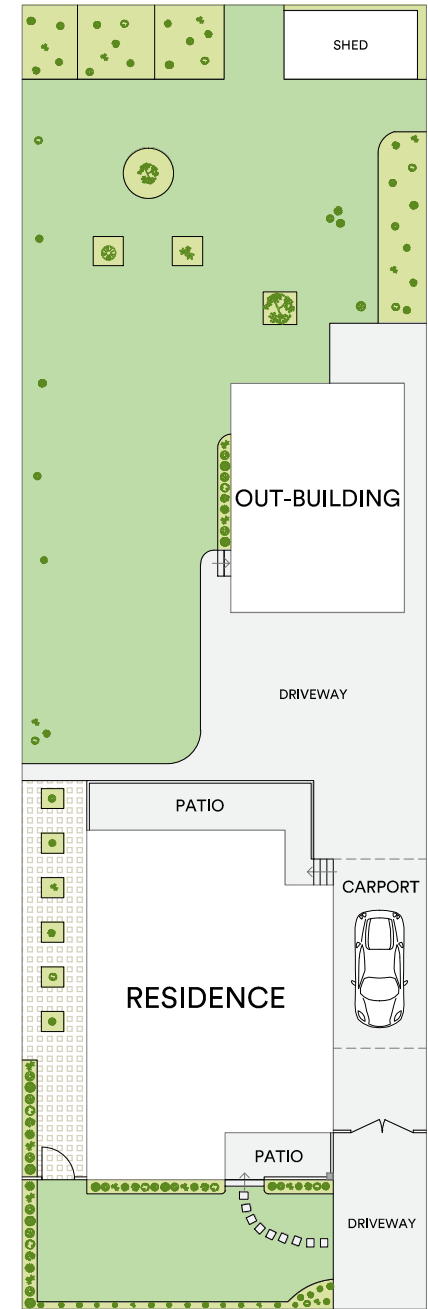 SHED
OUT-BUILDING
DRIVEWAY
PATIO
CARPORT
RESIDENCE
PATIO
DRIVEWAY